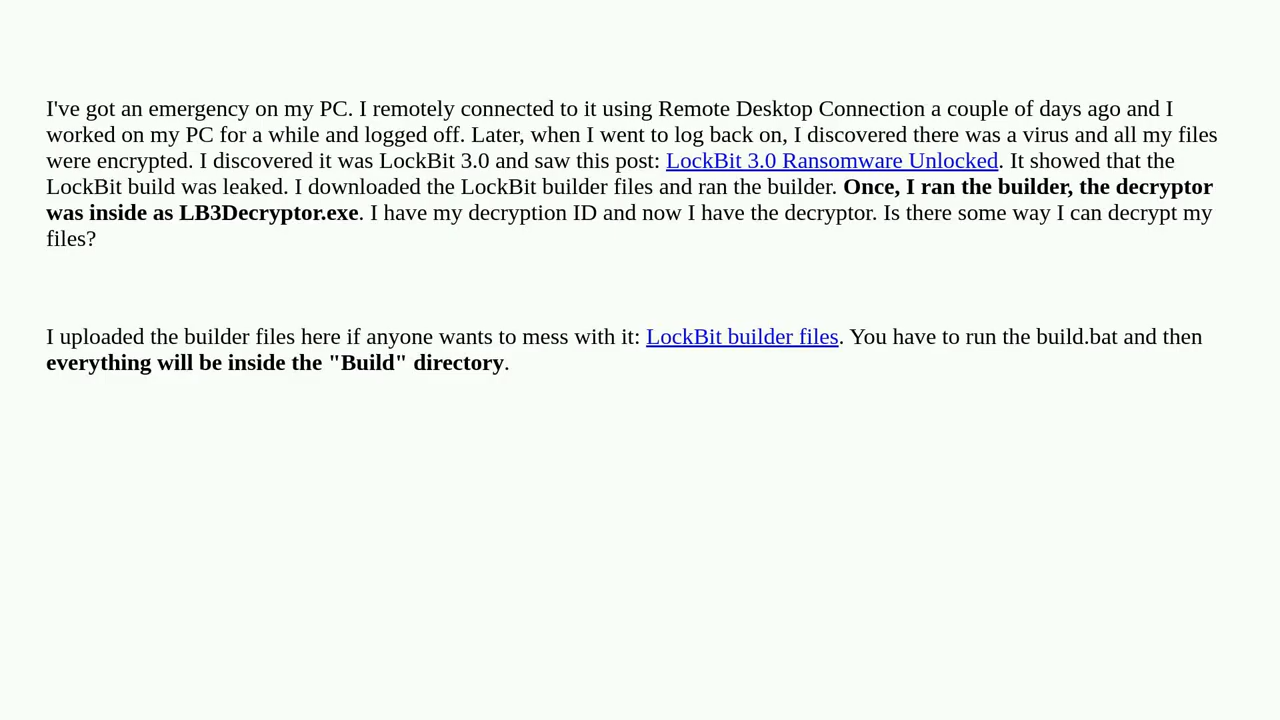 I've got an emergency on my PC. I remotely connected to it using Remote Desktop Connection a couple of days ago and I
worked on my PC for a while and logged off. Later, when I went to log back on, I discovered there was a virus and all my files
were encrypted. I discovered it was LockBit 3.0 and saw this post: LockBit 3.0 Ransomware Unlocked. It showed that the
LockBit build was leaked. I downloaded the LockBit builder files and ran the builder. Once, I ran the builder, the decryptor
was inside as LB3Decryptor.exe. I have my decryption ID and now I have the decryptor. Is there some way I can decrypt my
files?
I uploaded the builder files here if anyone wants to mess with it: LockBit builder files. You have to run the build.bat and then
everything will be inside the "Build" directory.